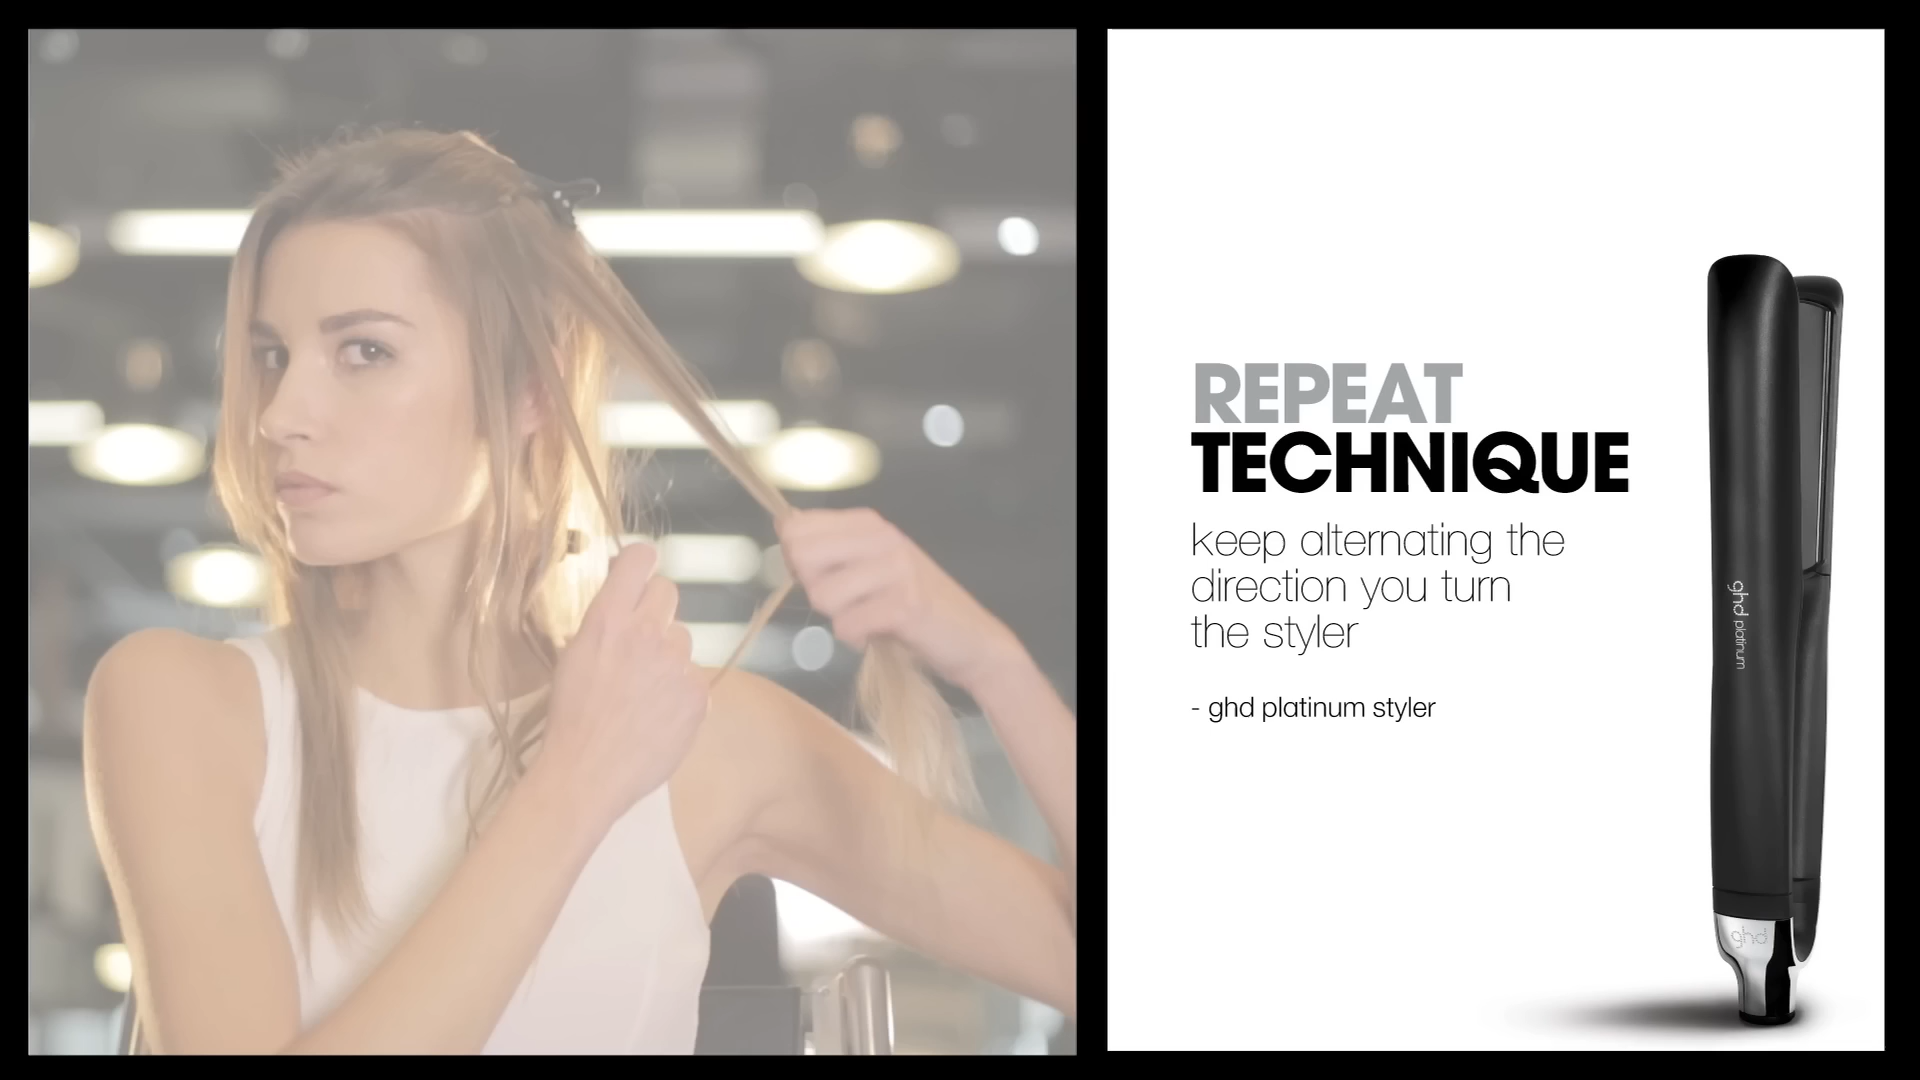 REPEAT
TECHNIQUE
keep alternating the
direction you turn
the styler
- ghd platinum styler
ghd platinum
ghd